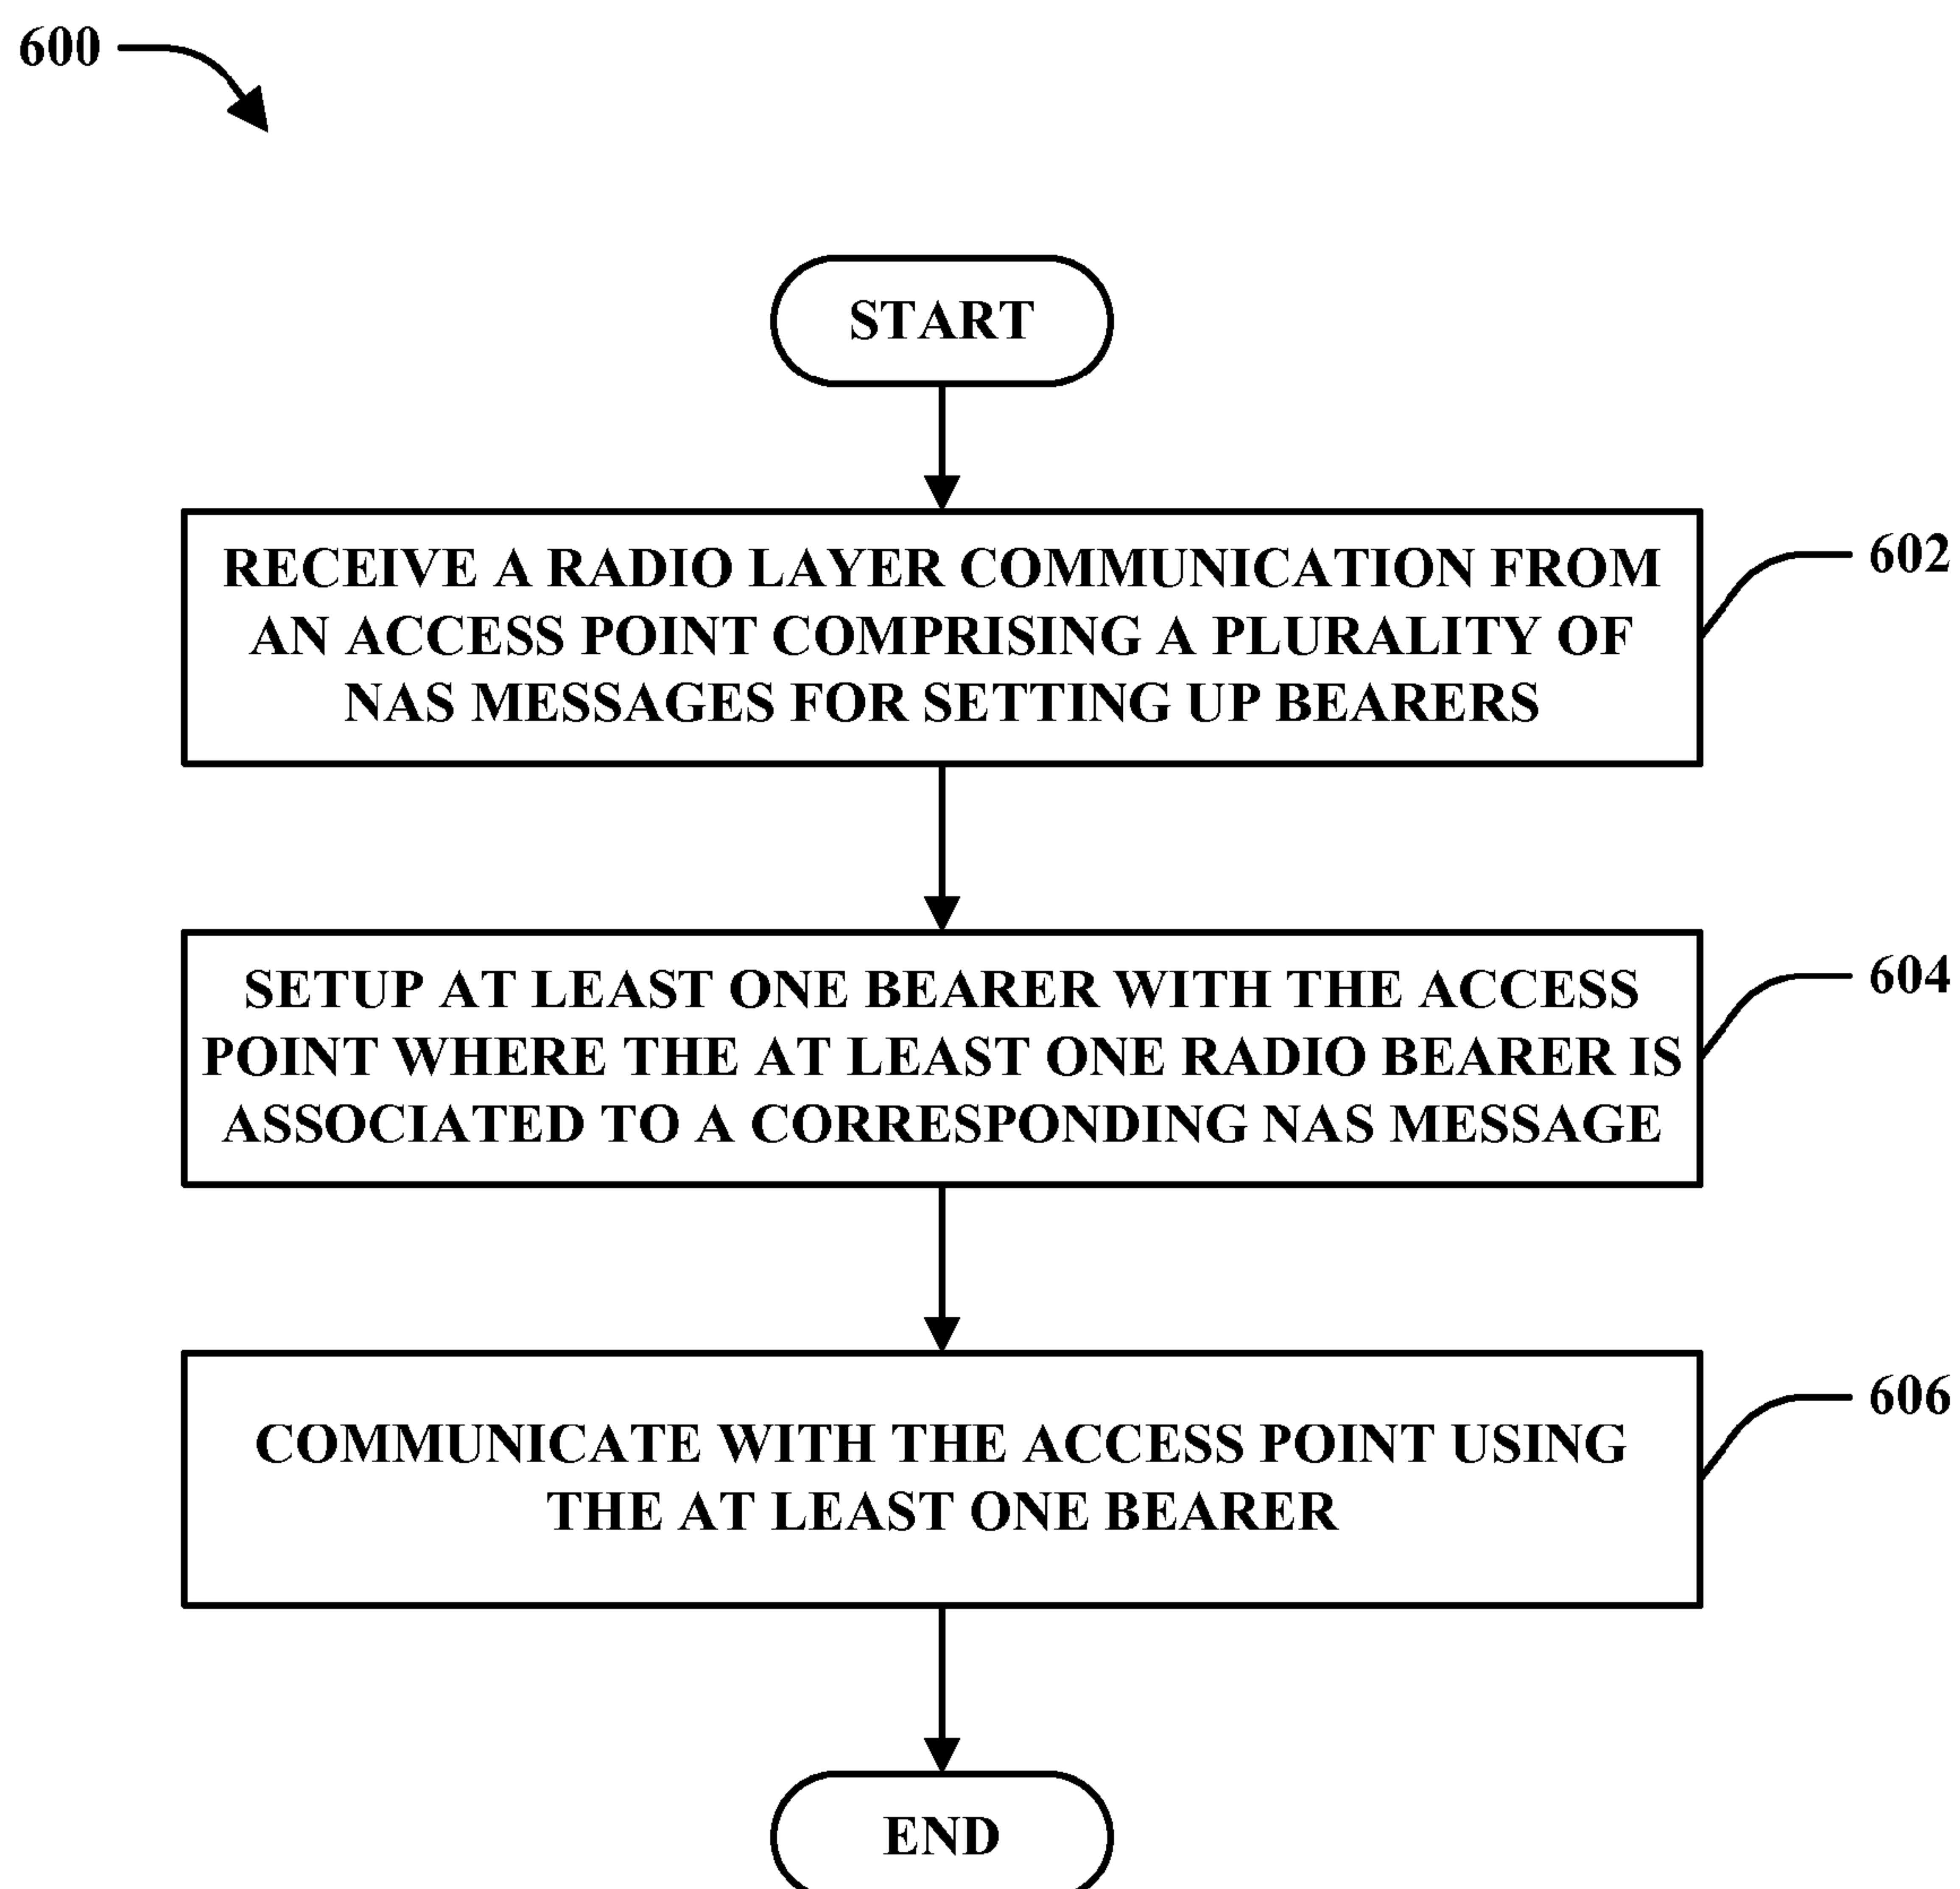 600
START
RECEIVE A RADIO LAYER COMMUNICATION FROM
AN ACCESS POINT COMPRISING A PLURALITY OF
NAS MESSAGES FOR SETTING UP BEARERS
602
SETUP AT LEAST ONE BEARER WITH THE ACCESS
POINT WHERE THE AT LEAST ONE RADIO BEARER IS
ASSOCIATED TO A CORRESPONDING NAS MESSAGE
604
COMMUNICATE WITH THE ACCESS POINT USING
THE AT LEAST ONE BEARER
606
END